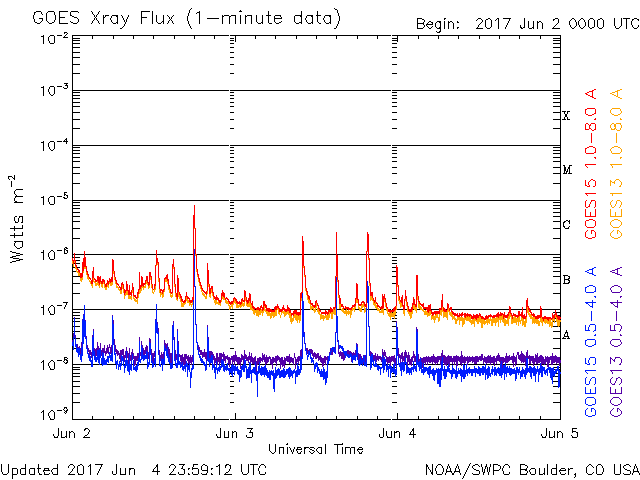 GOES Xray Flux (1-minute data)
Begin: 2017 Jun 2 0000 UTC
10-2
10-3
10-4
10-5
10-6
10-7
10-8
10-9
Watts m-2
X
M
C
B
A
GOES15 1.0-8.0 A
GOES13 1.0-8.0 A
GOES15 0.5-4.0 A
GOES13 0.5-4.0 A
Jun 2 Jun 3 Jun 4 Jun 5
Universal Time
Updated 2017 Jun 4 23:59:12 UTC
NOAA/SWPC Boulder, CO USA